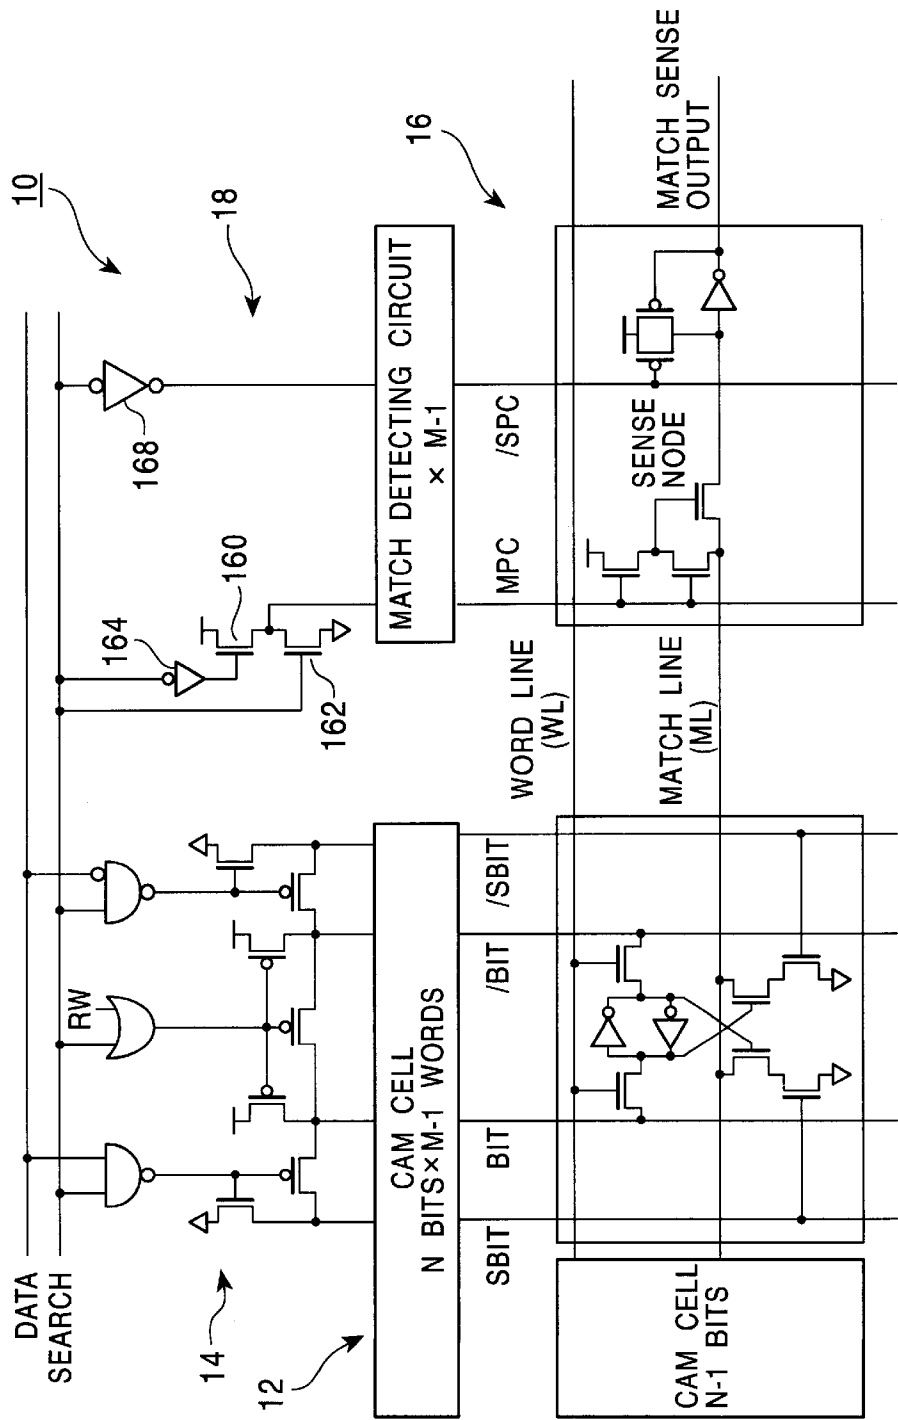 10
DATA
SEARCH
RW
14
12
164
160
162
168
18
16
CAM CELL
N BITS×M-1 WORDS
MATCH DETECTING CIRCUIT
× M-1
SBIT
BIT
/BIT
/SBIT
WORD LINE
(WL)
MPC
/SPC
MATCH LINE
(ML)
SENSE
NODE
MATCH SENSE
OUTPUT
CAM CELL
N-1 BITS